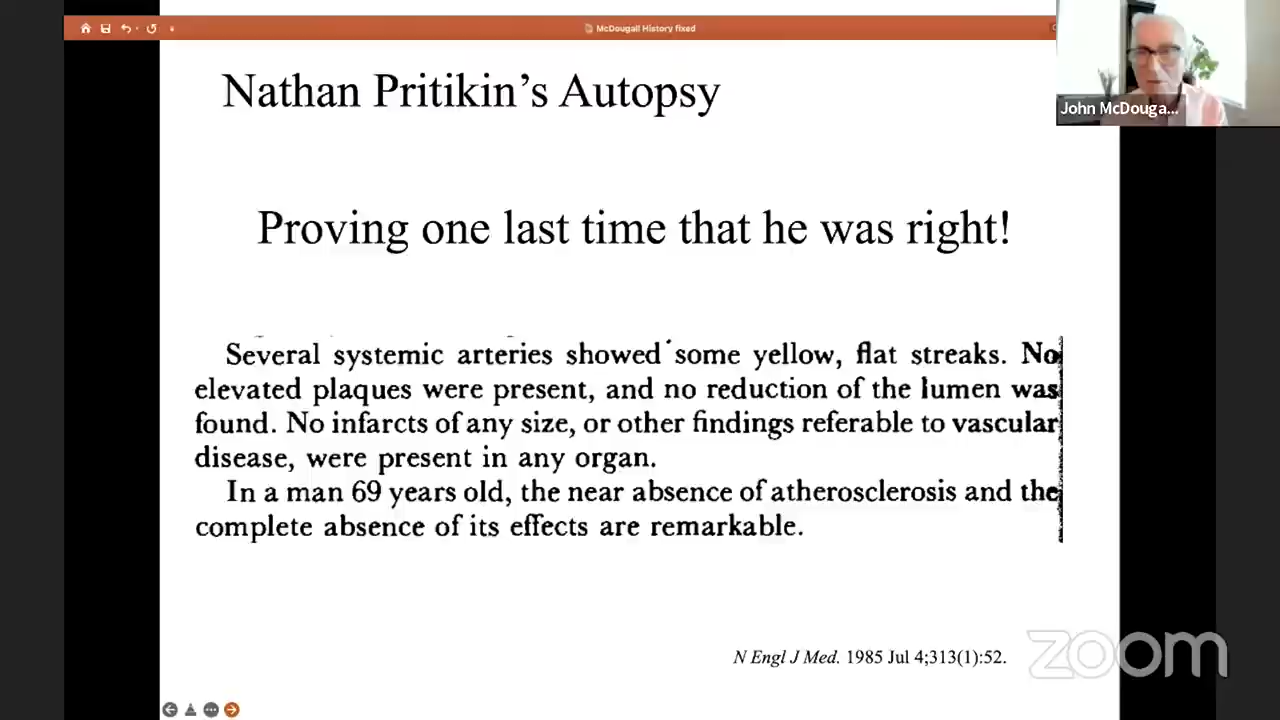 McDougall History fixed
John McDouga...
Nathan Pritikin's Autopsy
Proving one last time that he was right!
Several systemic arteries showed some yellow, flat streaks. No
elevated plaques were present, and no reduction of the lumen was
found. No infarcts of any size, or other findings referable to vascular
disease, were present in any organ.
In a man 69 years old, the near absence of atherosclerosis and the
complete absence of its effects are remarkable.
N Engl J Med. 1985 Jul 4;313(1):52.
zoom